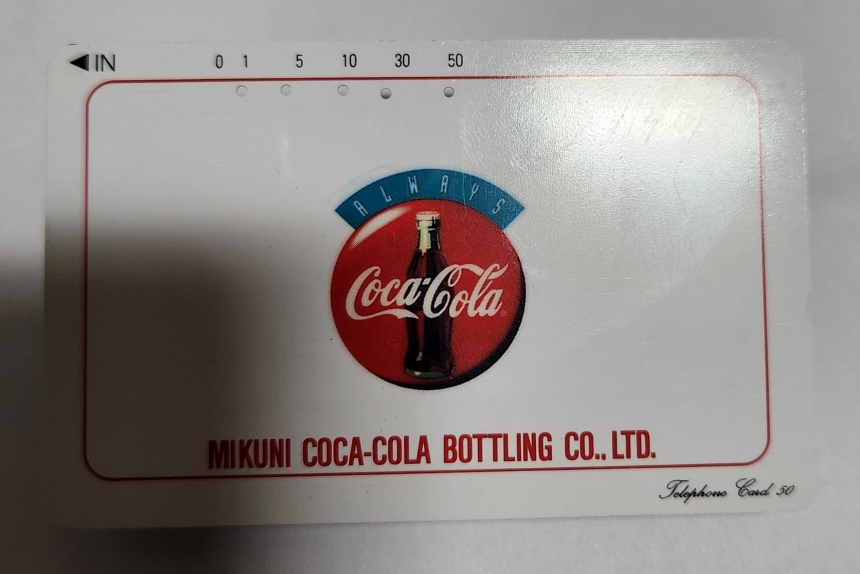 ◀IN 0 1 5 10 30 50
ALWAYS
Coca-Cola
MIKUNI COCA-COLA BOTTLING CO., LTD.
Telephone Card 50